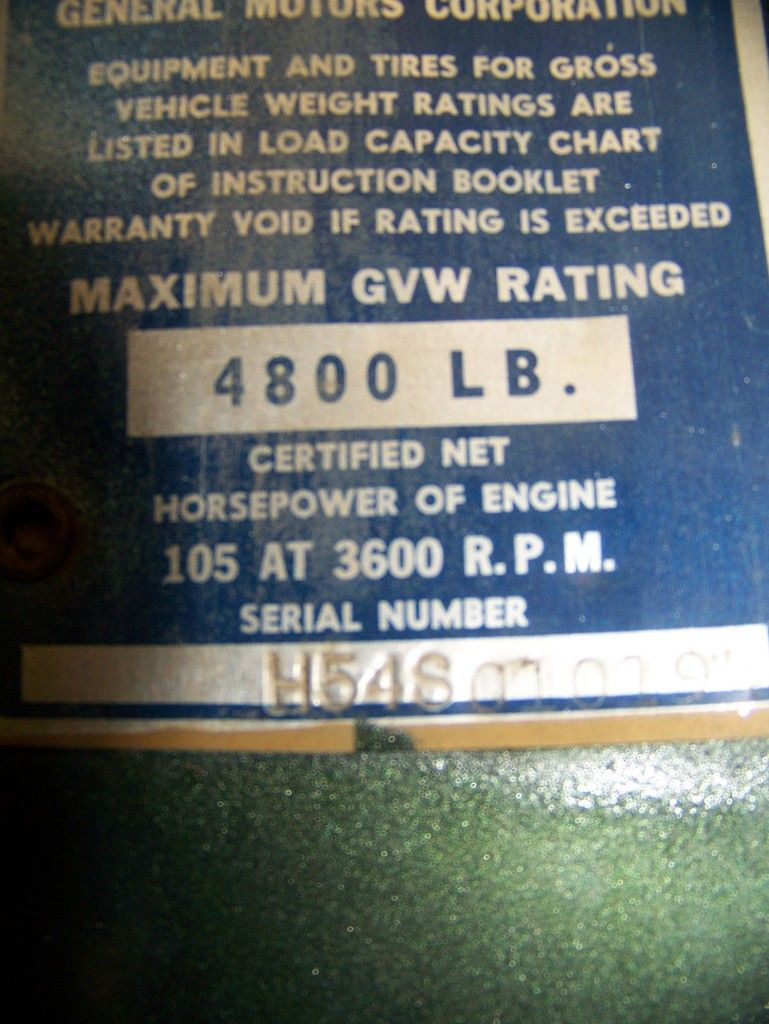 GENERAL MOTORS CORPORATION
EQUIPMENT AND TIRES FOR GROSS
VEHICLE WEIGHT RATINGS ARE
LISTED IN LOAD CAPACITY CHART
OF INSTRUCTION BOOKLET
WARRANTY VOID IF RATING IS EXCEEDED
MAXIMUM GVW RATING
4800 LB.
CERTIFIED NET
HORSEPOWER OF ENGINE
105 AT 3600 R.P.M.
SERIAL NUMBER
H54S